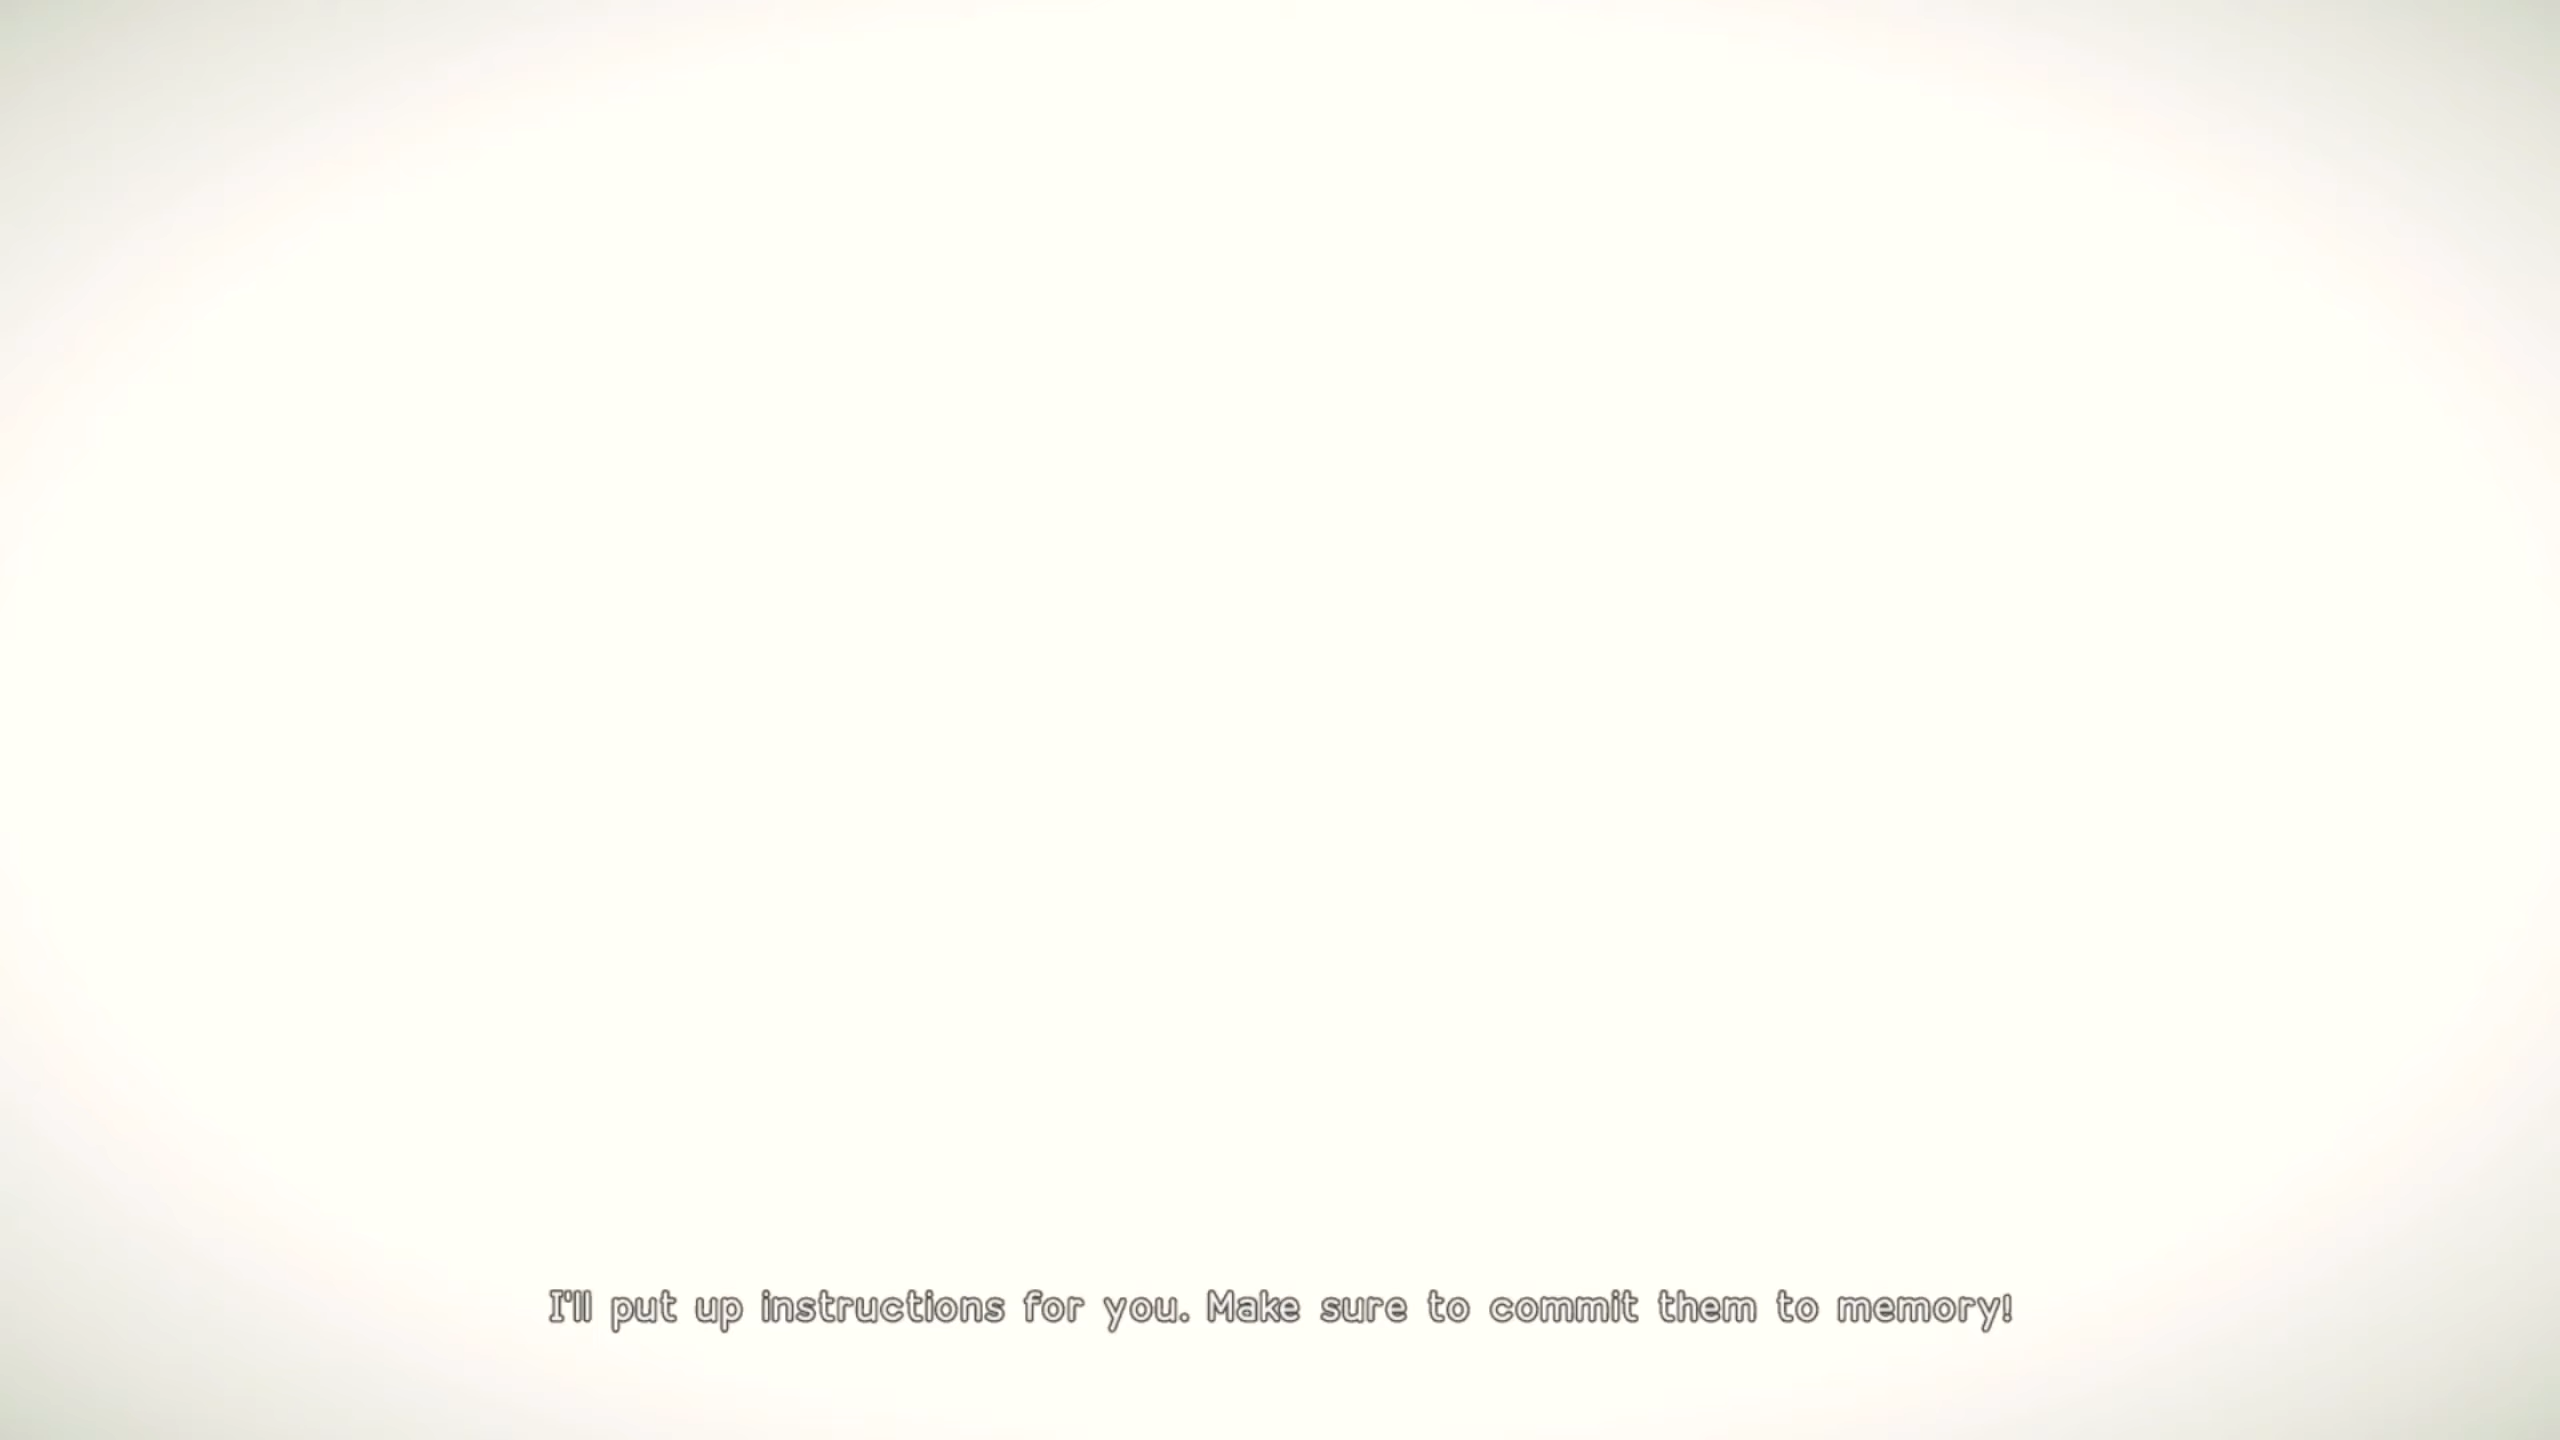 I'll put up instructions for you. Make sure to commit them to memory!